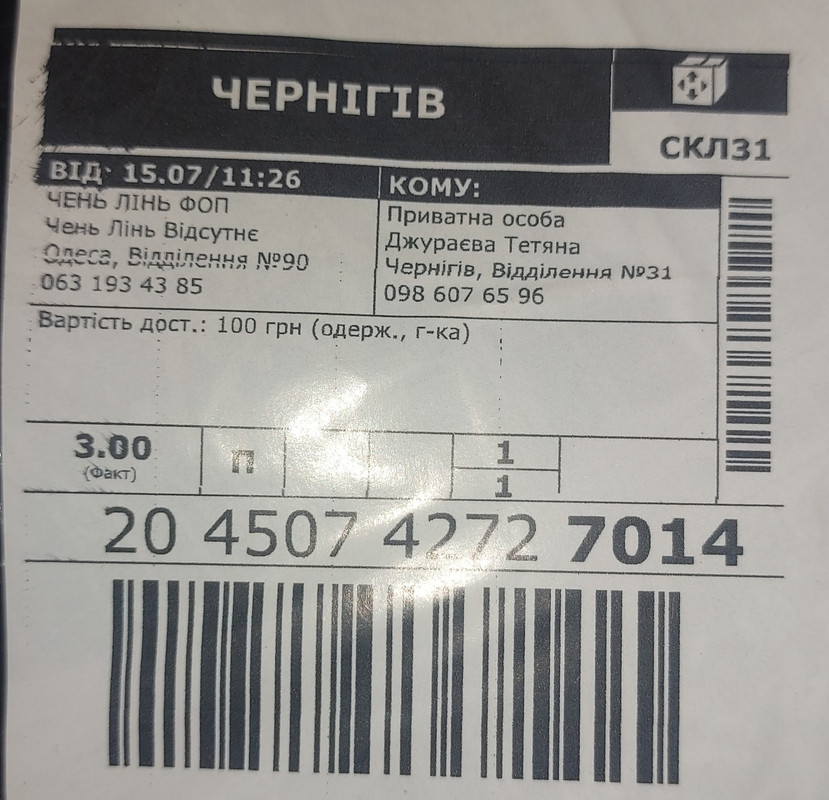 ЧЕРНІГІВ
СКЛ31
ВІД: 15.07/11:26
ЧЕНЬ ЛІНЬ ФОП
Чень Лінь Відсутнє
Одеса, Відділення №90
063 193 43 85
КОМУ:
Приватна особа
Джураєва Тетяна
Чернігів, Відділення №31
098 607 65 96
Вартість дост.: 100 грн (одерж., г-ка)
3.00
(Факт)
П
1
1
20 4507 4272 7014